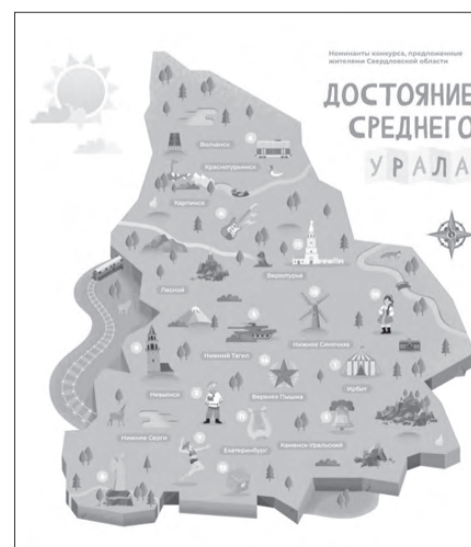 Номинанты конкурса, предложенные
жителями Свердловской области
ДОСТОЯНИЕ
СРЕДНЕГО
УРАЛА
Волчанск
Краснотурьинск
Карпинск
Верхотурье
Лесной
Нижняя Синячиха
Нижний Тагил
Невьянск
Верхняя Пышма
Ирбит
Нижние Серги
Екатеринбург
Каменск-Уральский